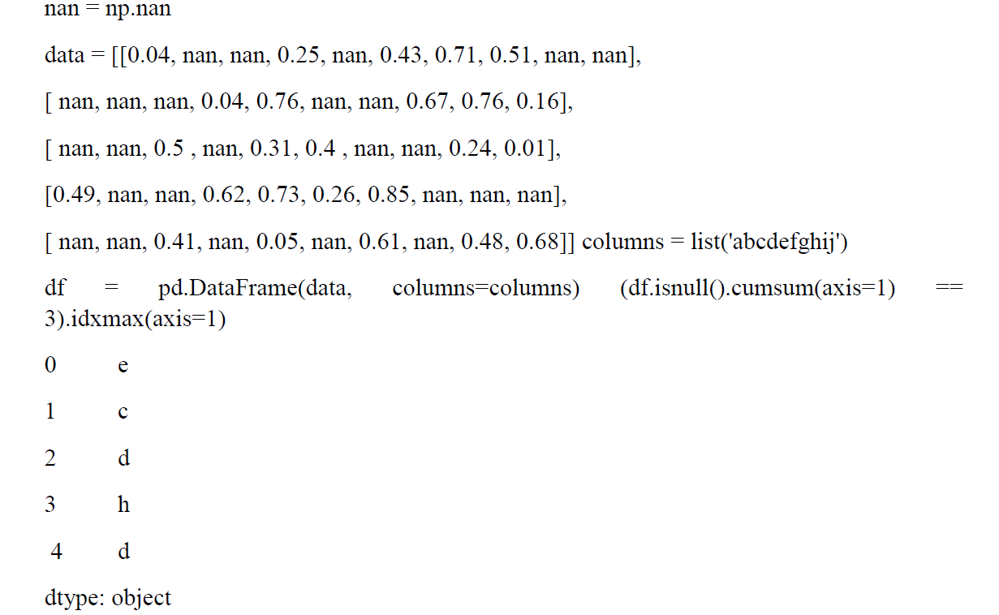 nan = np.nan
data = [[0.04, nan, nan, 0.25, nan, 0.43, 0.71, 0.51, nan, nan],
[ nan, nan, nan, 0.04, 0.76, nan, nan, 0.67, 0.76, 0.16],
[ nan, nan, 0.5 , nan, 0.31, 0.4 , nan, nan, 0.24, 0.01],
[0.49, nan, nan, 0.62, 0.73, 0.26, 0.85, nan, nan, nan],
[ nan, nan, 0.41, nan, 0.05, nan, 0.61, nan, 0.48, 0.68]] columns = list('abcdefghij')
df = pd.DataFrame(data, columns=columns) (df.isnull().cumsum(axis=1) ==
3).idxmax(axis=1)
0 e
1 c
2 d
3 h
4 d
dtype: object